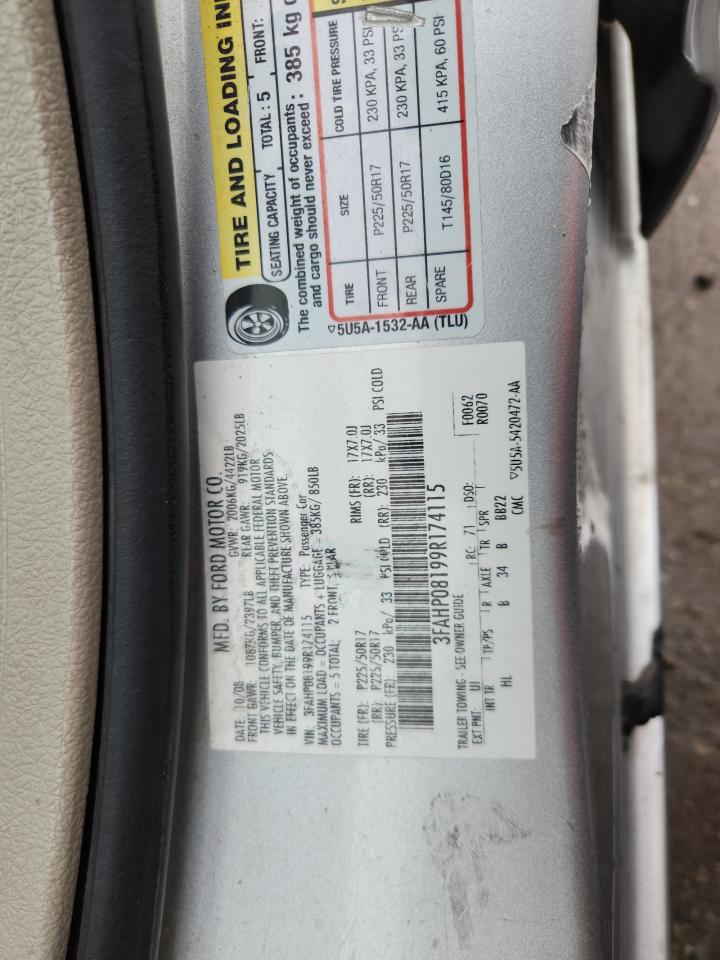 TIRE AND LOADING IN
SEATING CAPACITY TOTAL : 5 FRONT:
The combined weight of occupants
and cargo should never exceed : 385 kg o
TIRE SIZE COLD TIRE PRESSURE
FRONT P225/50R17 230 KPA, 33 PSI
REAR P225/50R17 230 KPA, 33 PS
SPARE T145/80D16 415 KPA, 60 PSI
5U5A-1532-AA (TLU)
MFD. BY FORD MOTOR CO.
DATE: 10/08 GVWR: 2006KG/4422LB
FRONT GAWR: 1087KG/2397LB REAR GAWR: 919KG/2025LB
THIS VEHICLE CONFORMS TO ALL APPLICABLE FEDERAL MOTOR
VEHICLE SAFETY, BUMPER, AND THEFT PREVENTION STANDARDS
IN EFFECT ON THE DATE OF MANUFACTURE SHOWN ABOVE.
VIN: 3FAHP08199R174115 TYPE: Passenger Car
MAXIMUM LOAD = OCCUPANTS + LUGGAGE = 385KG/ 850LB
OCCUPANTS = 5 TOTAL; 2 FRONT, 3 REAR
TIRE (FR): P225/50R17 RIMS (FR): 17X7.0J
(RR): P225/50R17 (RR): 17X7.0J
PRESSURE (FR): 230 kPa/ 33 PSI COLD (RR): 230 kPa/ 33 PSI COLD
3FAHP08199R174115
TRAILER TOWING - SEE OWNER GUIDE
EXT PNT: UI RC: 71 DSO: F0062
INT TR TP/PS R AXLE TR SPR R0070
HL B 34 B BB22
CMC 5U5A-5420472-AA